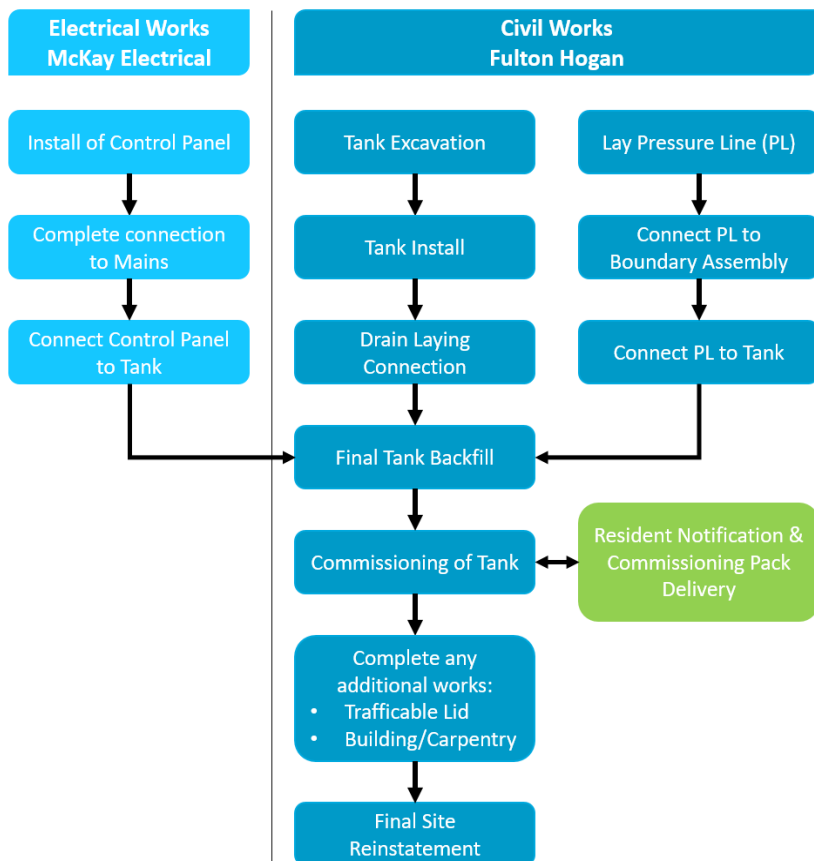 Electrical Works
McKay Electrical
Civil Works
Fulton Hogan
Install of Control Panel
Tank Excavation
Lay Pressure Line (PL)
Complete connection
to Mains
Tank Install
Connect PL to
Boundary Assembly
Connect Control Panel
to Tank
Drain Laying
Connection
Connect PL to Tank
Final Tank Backfill
Commissioning of Tank
Resident Notification &
Commissioning Pack
Delivery
Complete any
additional works:
• Trafficable Lid
• Building/Carpentry
Final Site
Reinstatement